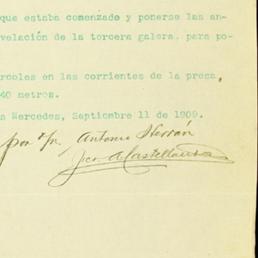 que estaba comenzado y ponerse las an-
velación de la tercera galera, para po-
rcoles en las corrientes de la presa,
40 metros.
s Mercedes, Septiembre 11 de 1909.
por Antonio Terrán
Castellanos